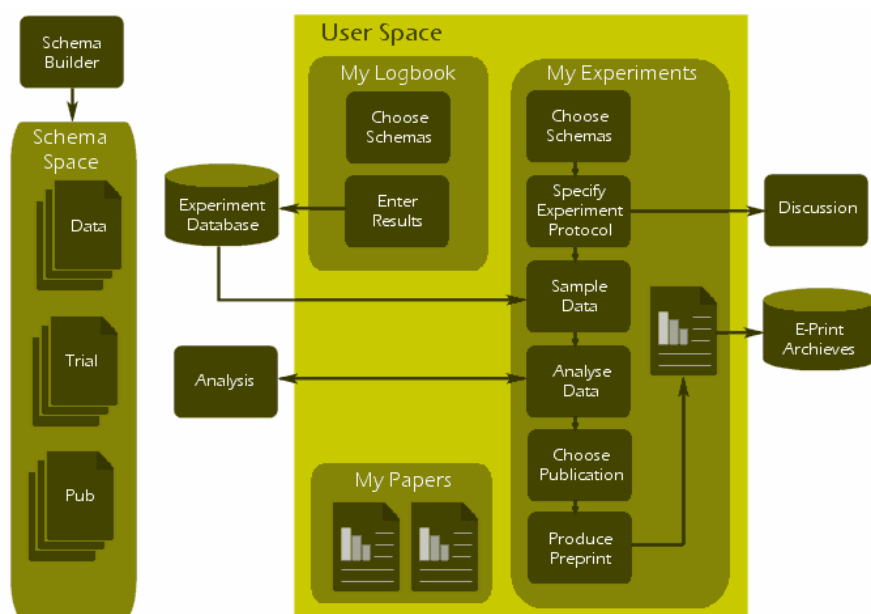 Schema
Builder
Schema
Space
Data
Trial
Pub
Experiment
Database
Analysis
User Space
My Logbook
Choose
Schemas
Enter
Results
My Papers
My Experiments
Choose
Schemas
Specify
Experiment
Protocol
Sample
Data
Analyse
Data
Choose
Publication
Produce
Preprint
Discussion
E-Print
Archieves